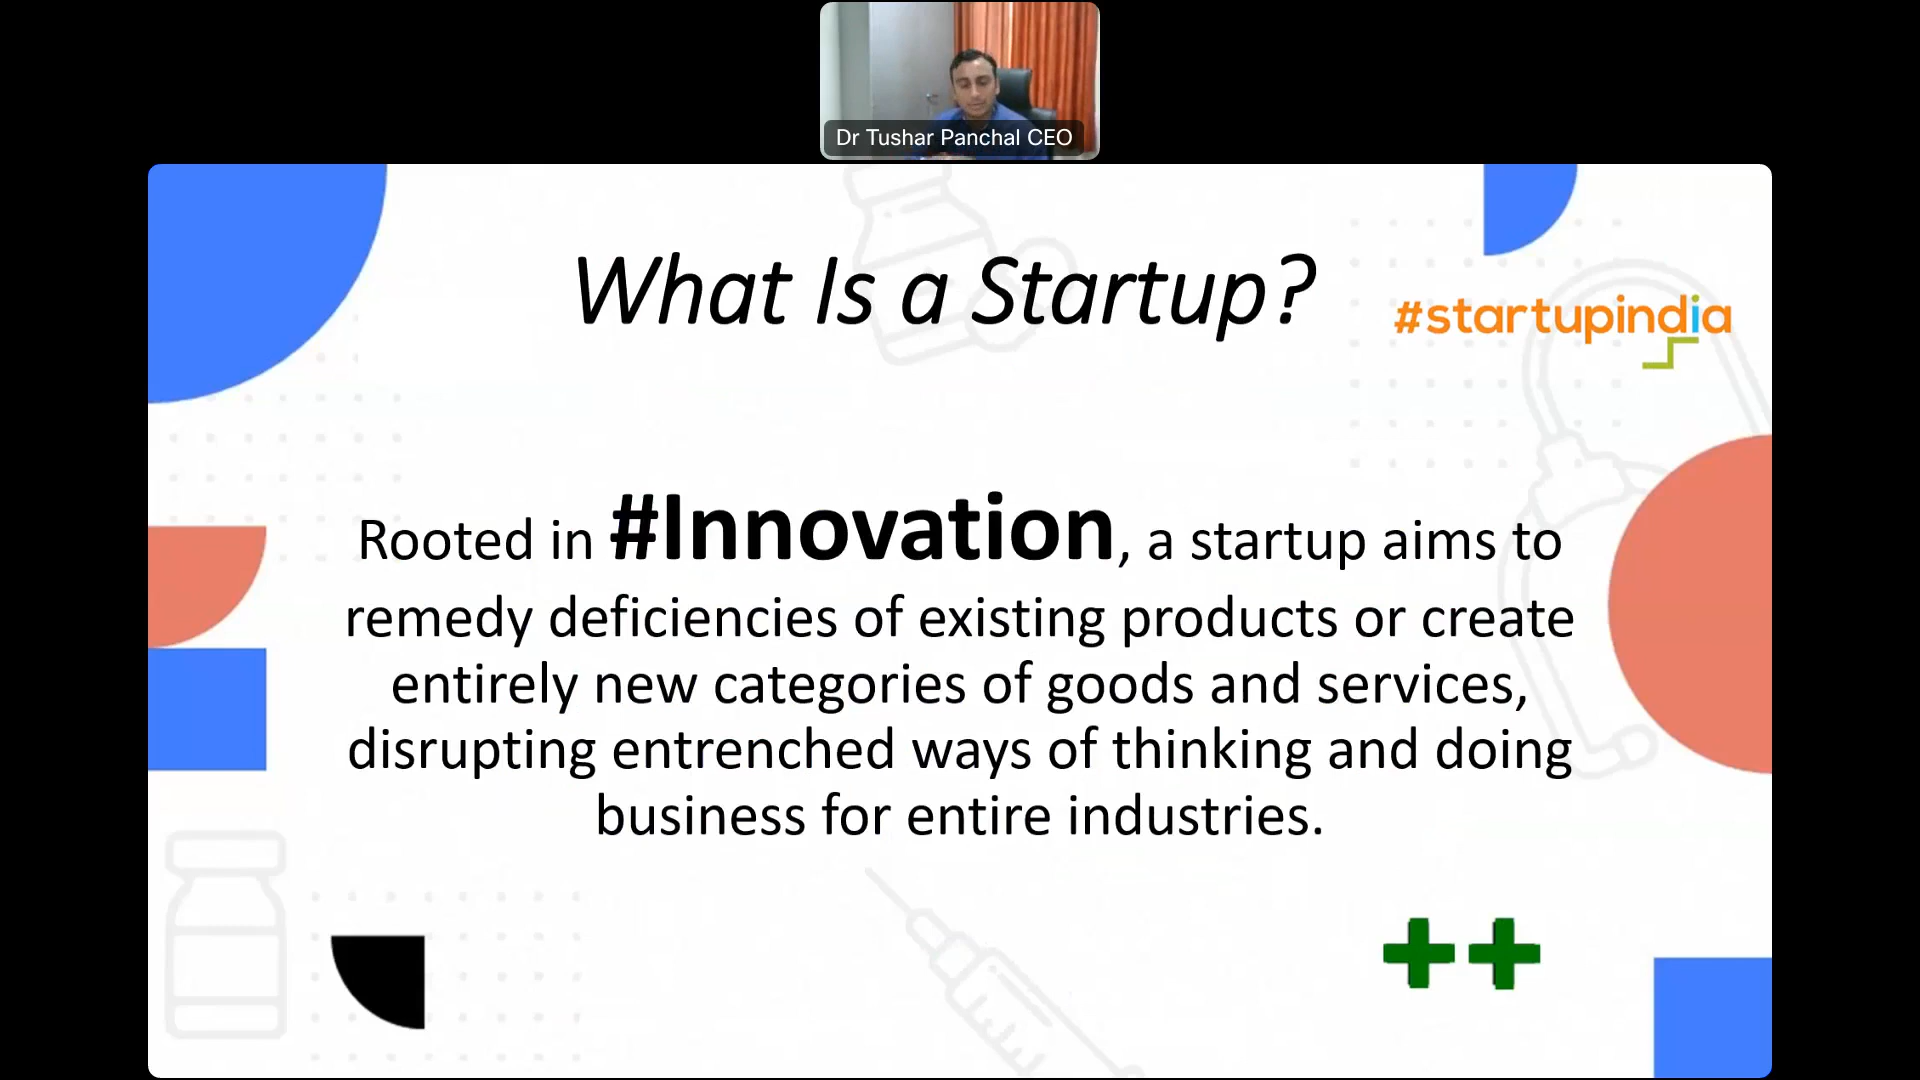 Dr Tushar Panchal CEO
What Is a Startup?
#startupindia
Rooted in #Innovation, a startup aims to
remedy deficiencies of existing products or create
entirely new categories of goods and services,
disrupting entrenched ways of thinking and doing
business for entire industries.